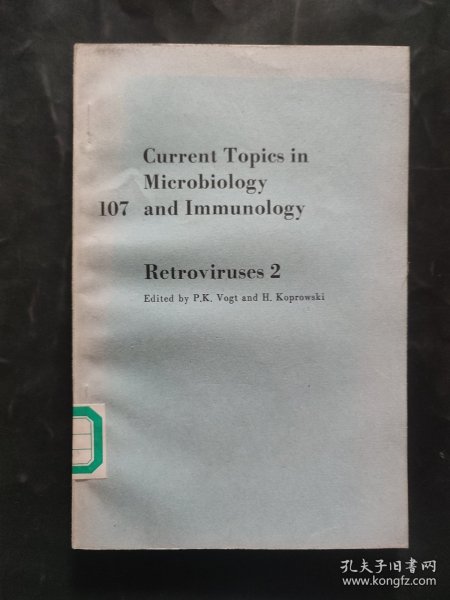 Current Topics in
Microbiology
107 and Immunology
Retroviruses 2
Edited by P.K. Vogt and H. Koprowski
孔夫子旧书网
www.kongfz.com